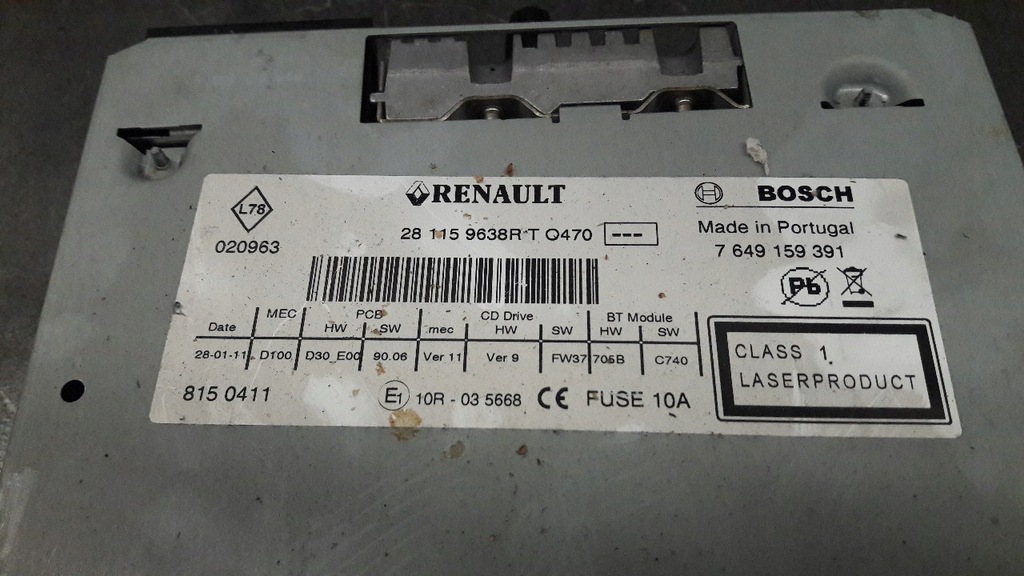 L78
020963
RENAULT
28 115 9638R T 0470 ---
BOSCH
Made in Portugal
7 649 159 391
Pb
Date MEC PCB CD Drive BT Module
HW SW mec HW SW HW SW
28-01-11 D100 D30_E00 90.06 Ver 11 Ver 9 FW37 705B C740
CLASS 1
LASERPRODUCT
815 0411 E1 10R - 03 5668 CE FUSE 10A